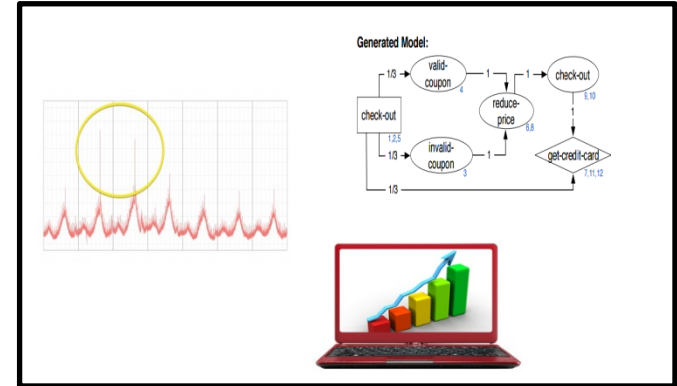 Generated Model:
valid-
coupon
4
1/3
1
1
check-out
9,10
reduce-
price
6,8
check-out
1,2,5
1
1/3
invalid-
coupon
3
1
get-credit-card
7,11,12
1/3